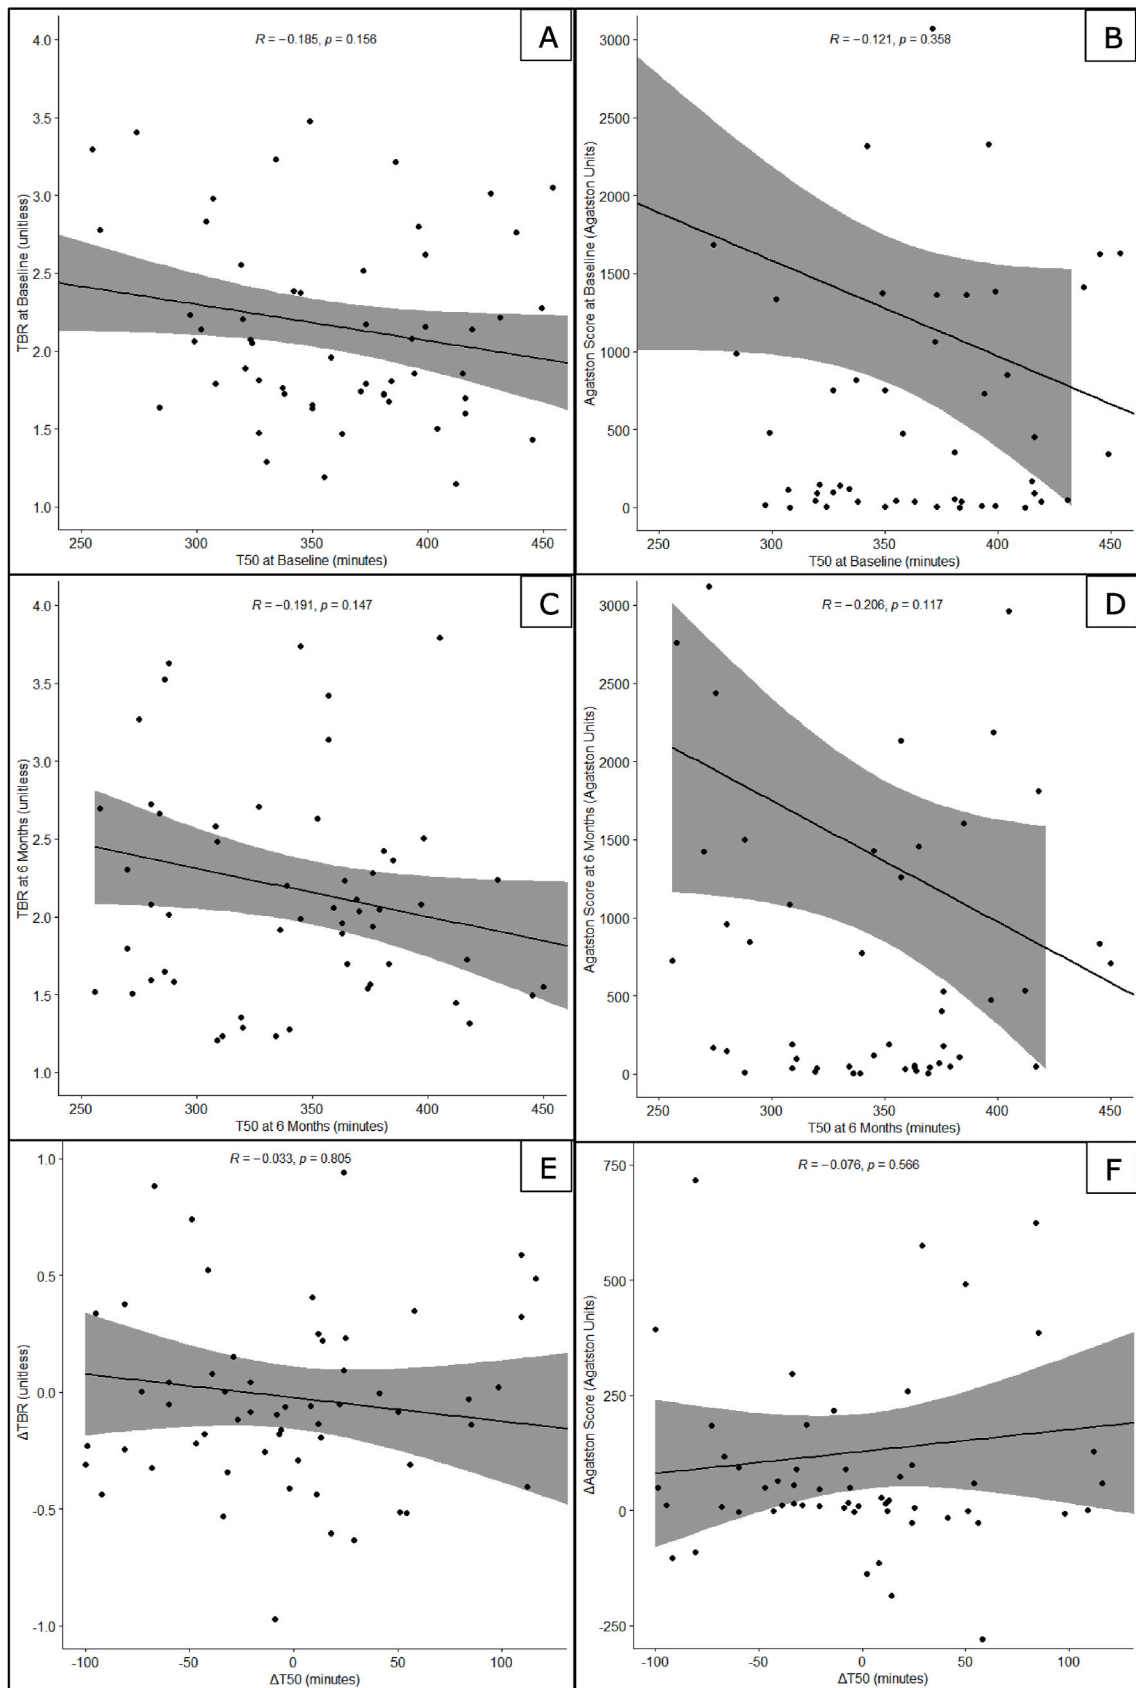 A
R = −0.185, p = 0.156
TBR at Baseline (unitless)
4.0
3.5
3.0
2.5
2.0
1.5
1.0
250 300 350 400 450
T50 at Baseline (minutes)
B
R = −0.121, p = 0.358
Agatston Score at Baseline (Agatston Units)
3000
2500
2000
1500
1000
500
0
250 300 350 400 450
T50 at Baseline (minutes)
C
R = −0.191, p = 0.147
TBR at 6 Months (unitless)
4.0
3.5
3.0
2.5
2.0
1.5
1.0
250 300 350 400 450
T50 at 6 Months (minutes)
D
R = −0.206, p = 0.117
Agatston Score at 6 Months (Agatston Units)
3000
2500
2000
1500
1000
500
0
250 300 350 400 450
T50 at 6 Months (minutes)
E
R = −0.033, p = 0.805
ΔTBR (unitless)
1.0
0.5
0.0
-0.5
-1.0
-100 -50 0 50 100
ΔT50 (minutes)
F
R = −0.076, p = 0.566
ΔAgatston Score (Agatston Units)
750
500
250
0
-250
-100 -50 0 50 100
ΔT50 (minutes)